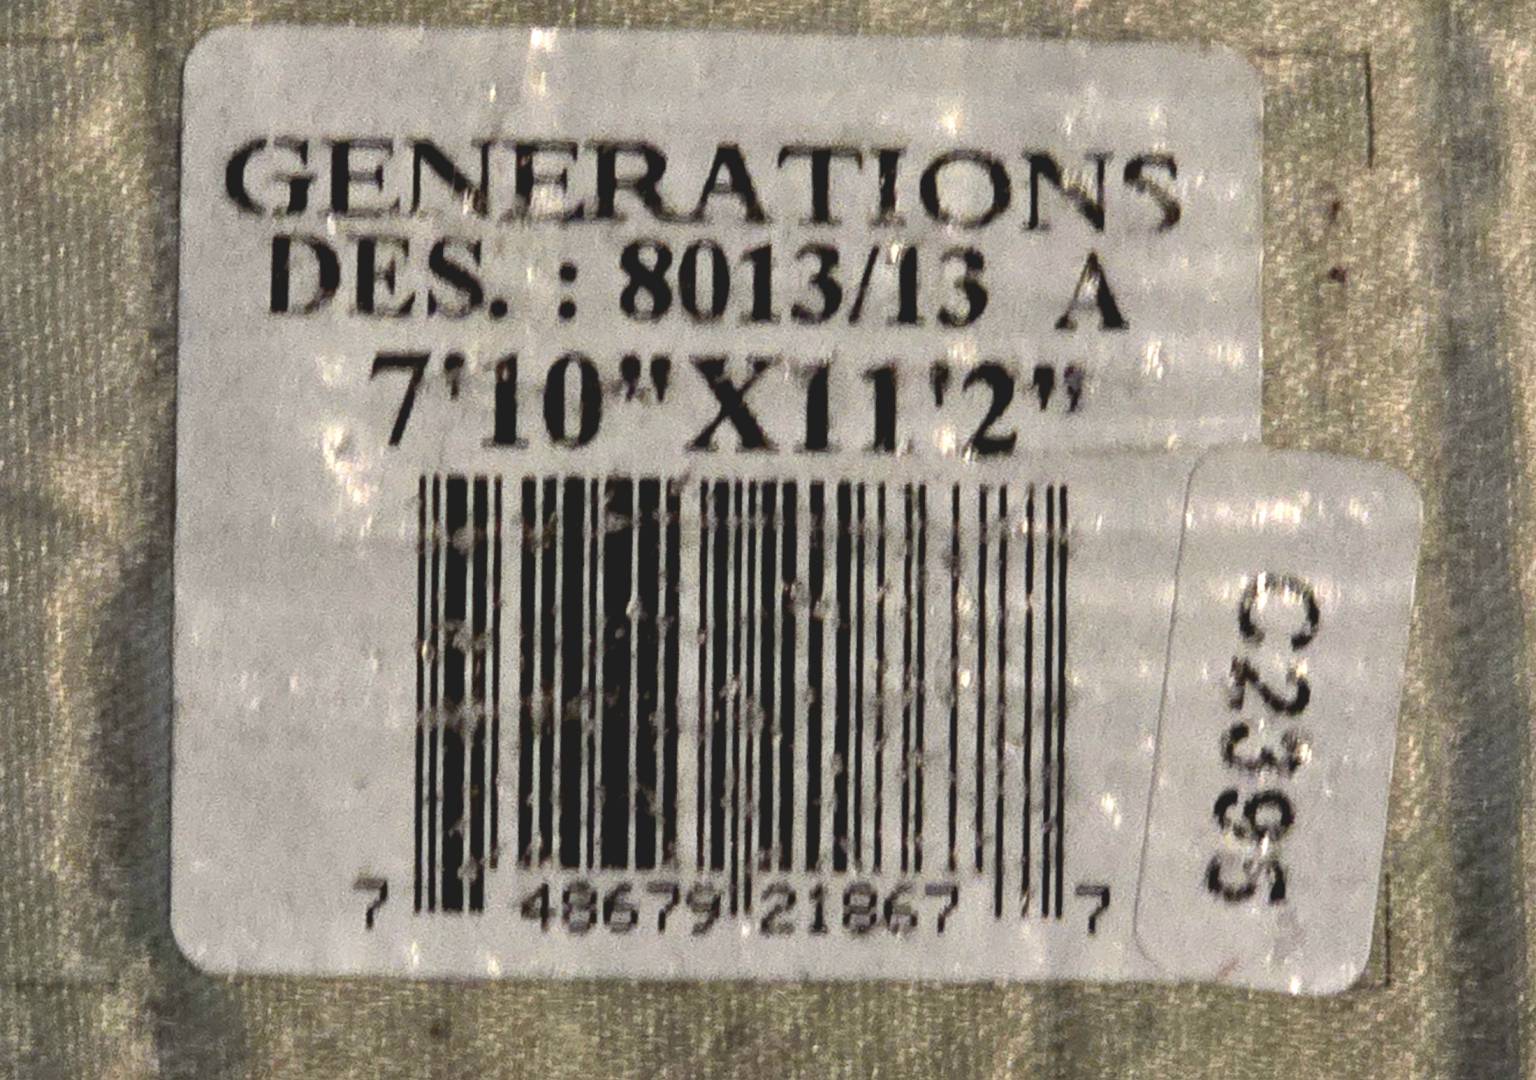 GENERATIONS
DES. : 8013/13 A
7'10"X11'2"
7 48679 21867 7
C2395